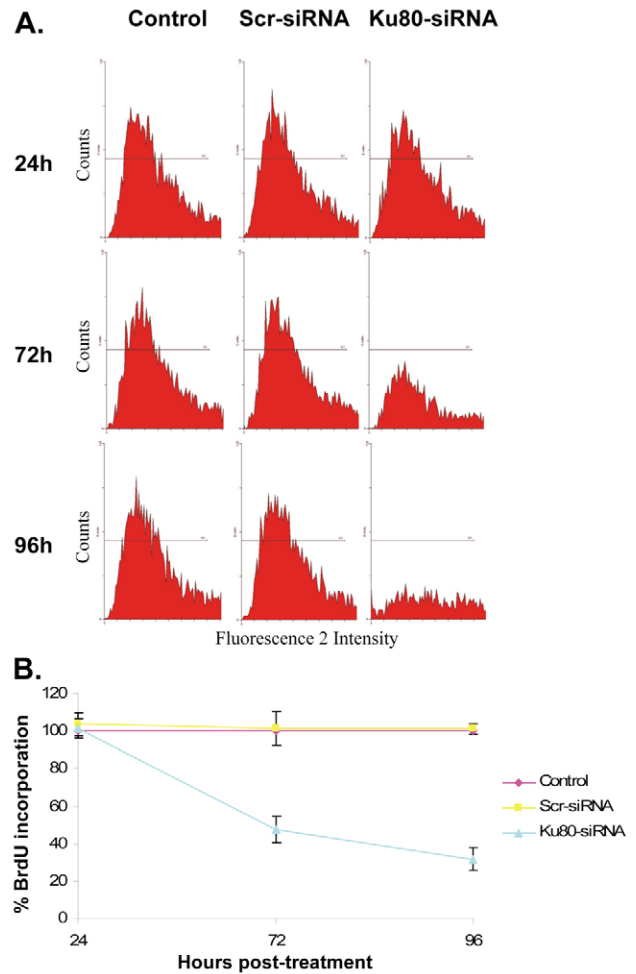 A.
Control Scr-siRNA Ku80-siRNA
24h
Counts
72h
Counts
96h
Counts
Fluorescence 2 Intensity
B.
120
100
80
60
40
20
0
% BrdU incorporation
24 72 96
Hours post-treatment
Control
Scr-siRNA
Ku80-siRNA